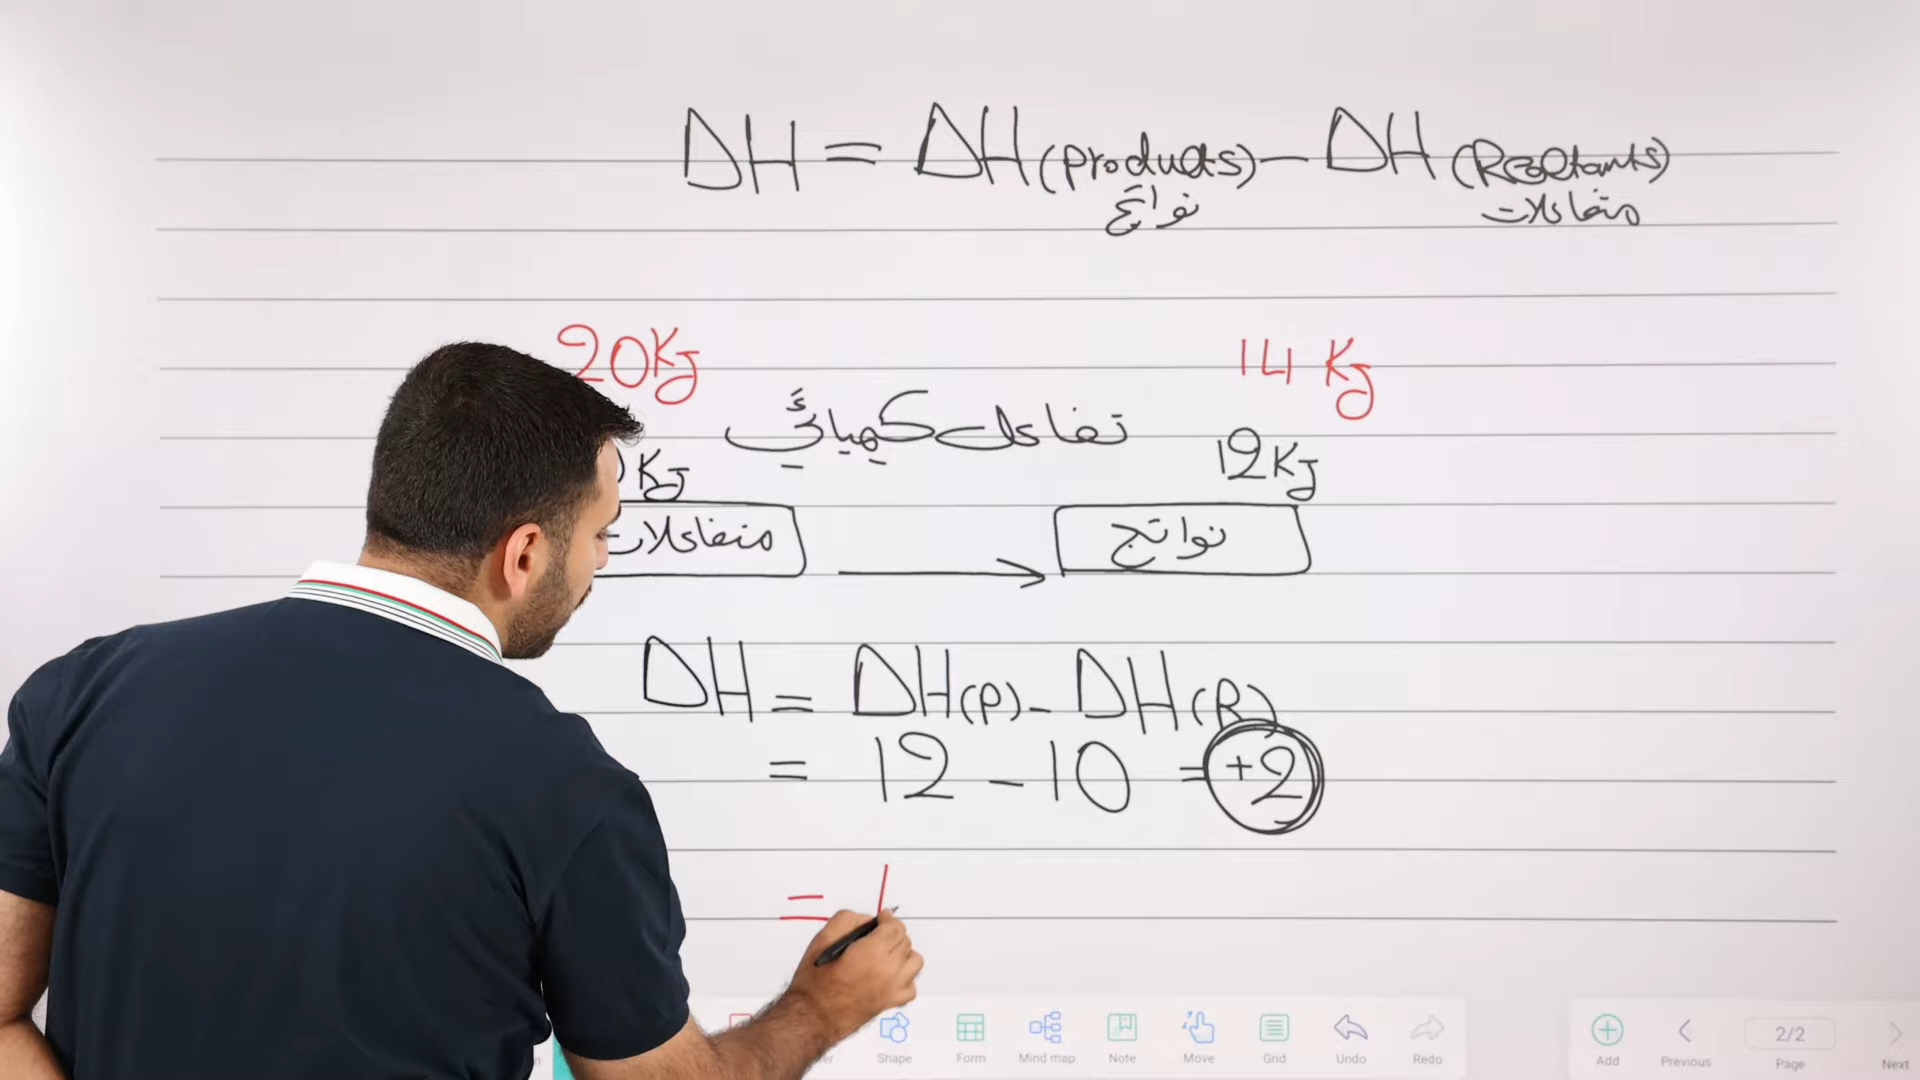 ΔH = ΔH (Products) - ΔH (Reactants)
نواتج متفاعلات
20KJ 14 KJ
تفاعل كيميائي
KJ 12KJ
متفاعلات نواتج
ΔH = ΔH(P) - ΔH(R)
= 12 - 10 = +2
=
Shape Form Mind map Note Move Grid Undo Redo Add Previous 2/2 Page Next